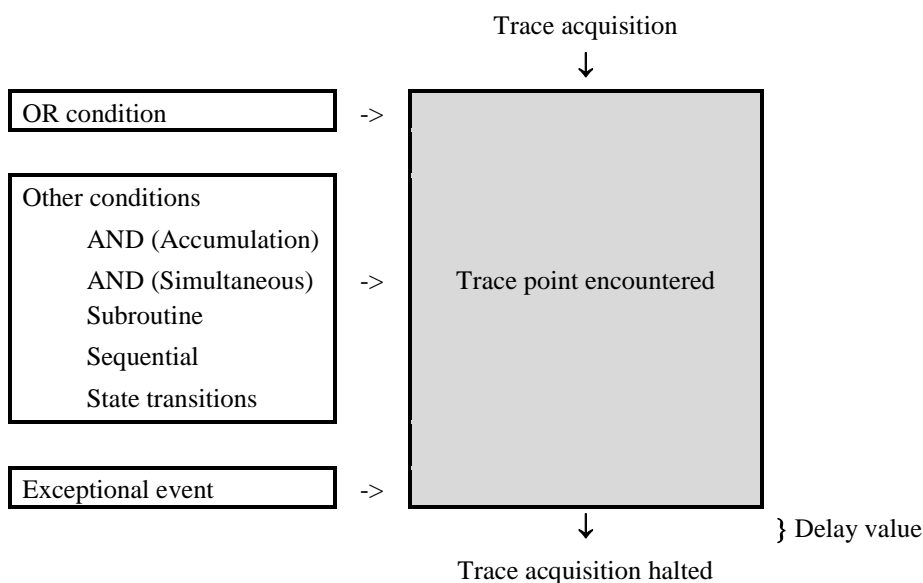 Trace acquisition
↓
OR condition ->
Other conditions
AND (Accumulation)
AND (Simultaneous) -> Trace point encountered
Subroutine
Sequential
State transitions
Exceptional event ->
↓ } Delay value
Trace acquisition halted